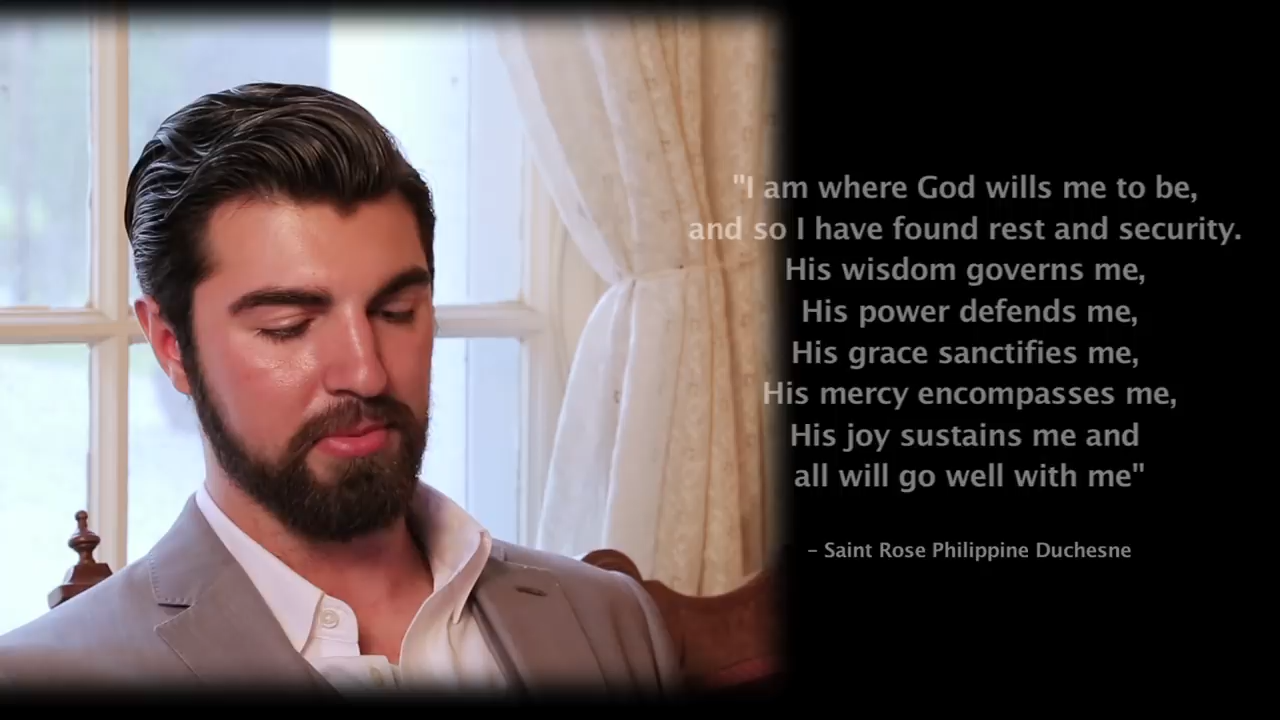 "I am where God wills me to be,
and so I have found rest and security.
His wisdom governs me,
His power defends me,
His grace sanctifies me,
His mercy encompasses me,
His joy sustains me and
all will go well with me"
– Saint Rose Philippine Duchesne